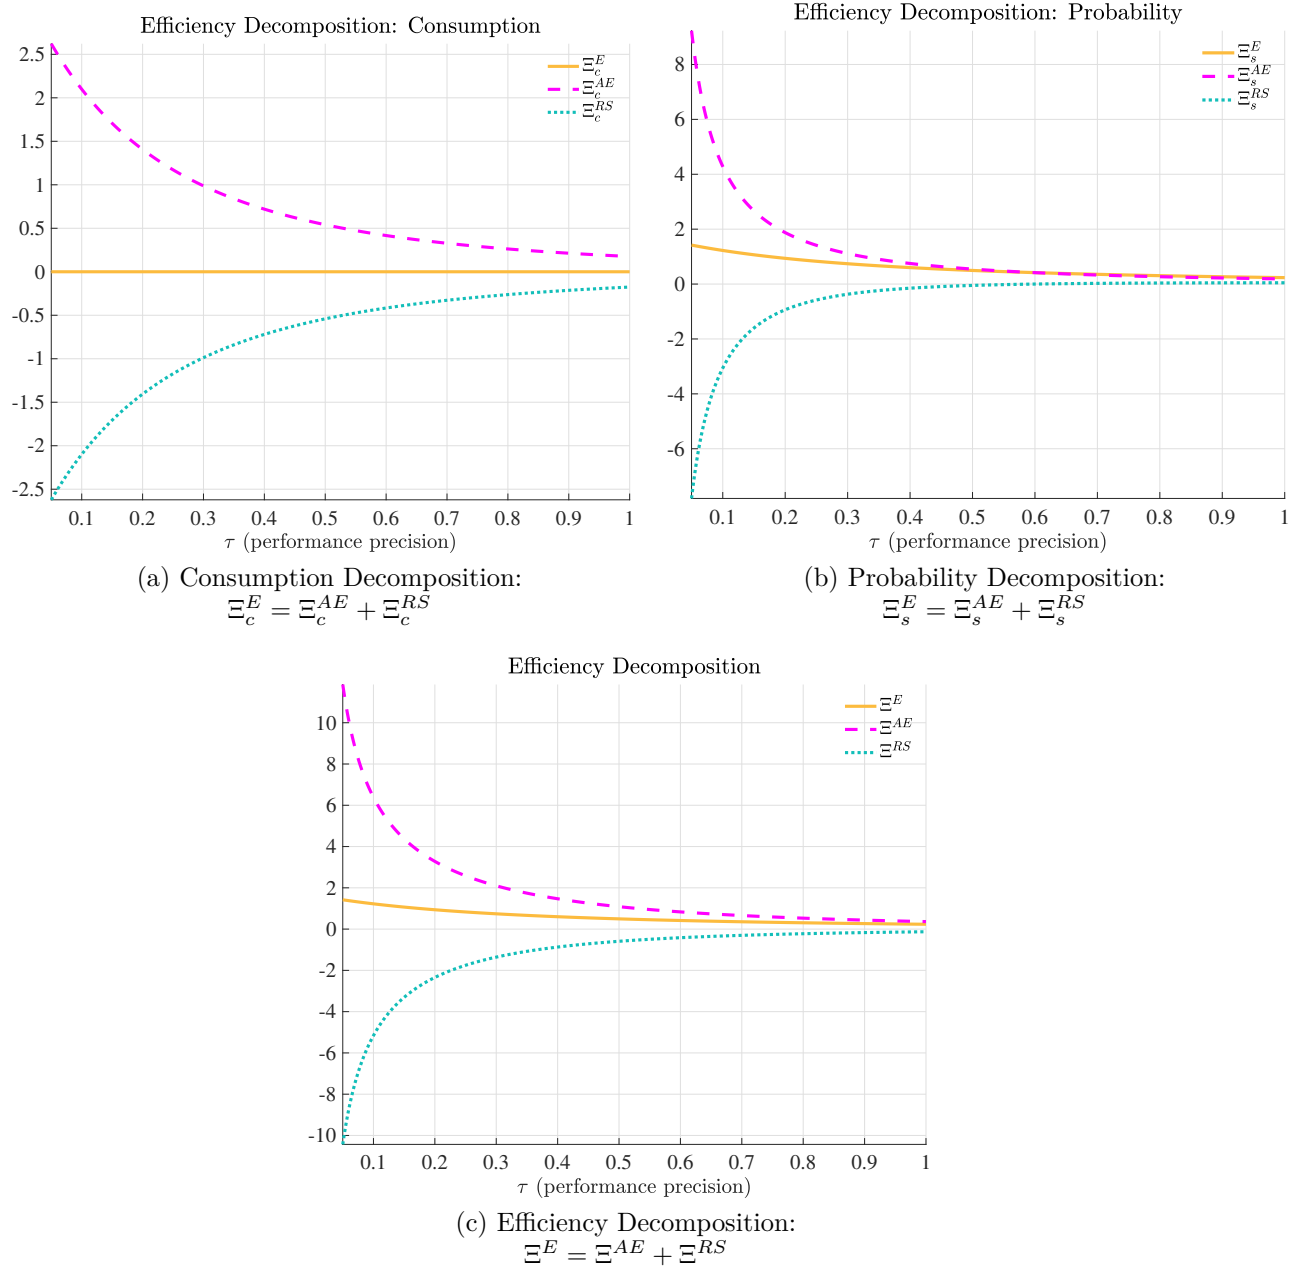 Efficiency Decomposition: Consumption
2.5
2
1.5
1
0.5
0
-0.5
-1
-1.5
-2
-2.5
Ξ_c^E
Ξ_c^{AE}
Ξ_c^{RS}
0.1 0.2 0.3 0.4 0.5 0.6 0.7 0.8 0.9 1
τ (performance precision)
(a) Consumption Decomposition:
Ξ_c^E = Ξ_c^{AE} + Ξ_c^{RS}
Efficiency Decomposition: Probability
8
6
4
2
0
-2
-4
-6
Ξ_s^E
Ξ_s^{AE}
Ξ_s^{RS}
0.1 0.2 0.3 0.4 0.5 0.6 0.7 0.8 0.9 1
τ (performance precision)
(b) Probability Decomposition:
Ξ_s^E = Ξ_s^{AE} + Ξ_s^{RS}
Efficiency Decomposition
10
8
6
4
2
0
-2
-4
-6
-8
-10
Ξ^E
Ξ^{AE}
Ξ^{RS}
0.1 0.2 0.3 0.4 0.5 0.6 0.7 0.8 0.9 1
τ (performance precision)
(c) Efficiency Decomposition:
Ξ^E = Ξ^{AE} + Ξ^{RS}